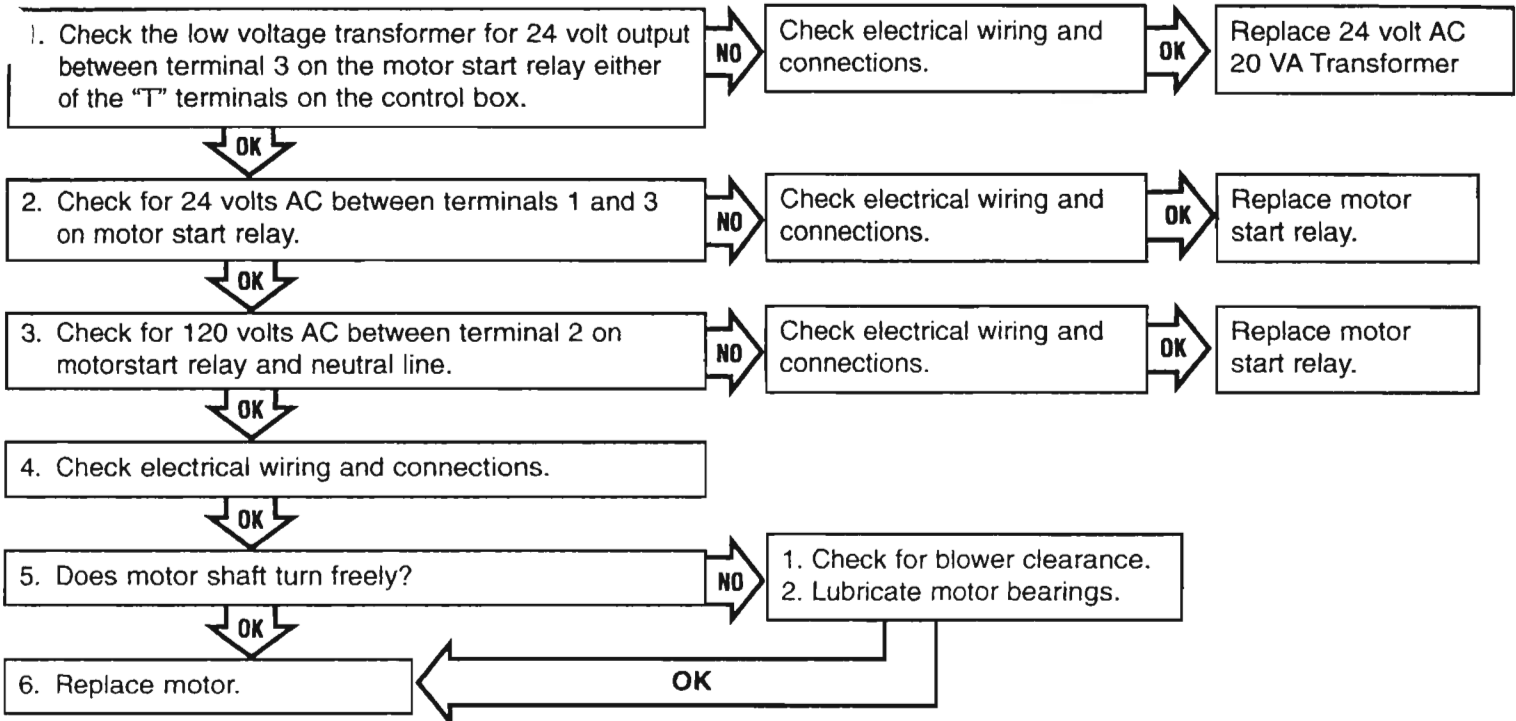 1. Check the low voltage transformer for 24 volt output
between terminal 3 on the motor start relay either
of the “T” terminals on the control box.
NO
Check electrical wiring and
connections.
OK
Replace 24 volt AC
20 VA Transformer
OK
2. Check for 24 volts AC between terminals 1 and 3
on motor start relay.
NO
Check electrical wiring and
connections.
OK
Replace motor
start relay.
OK
3. Check for 120 volts AC between terminal 2 on
motorstart relay and neutral line.
NO
Check electrical wiring and
connections.
OK
Replace motor
start relay.
OK
4. Check electrical wiring and connections.
OK
5. Does motor shaft turn freely?
NO
1. Check for blower clearance.
2. Lubricate motor bearings.
OK
6. Replace motor.
OK